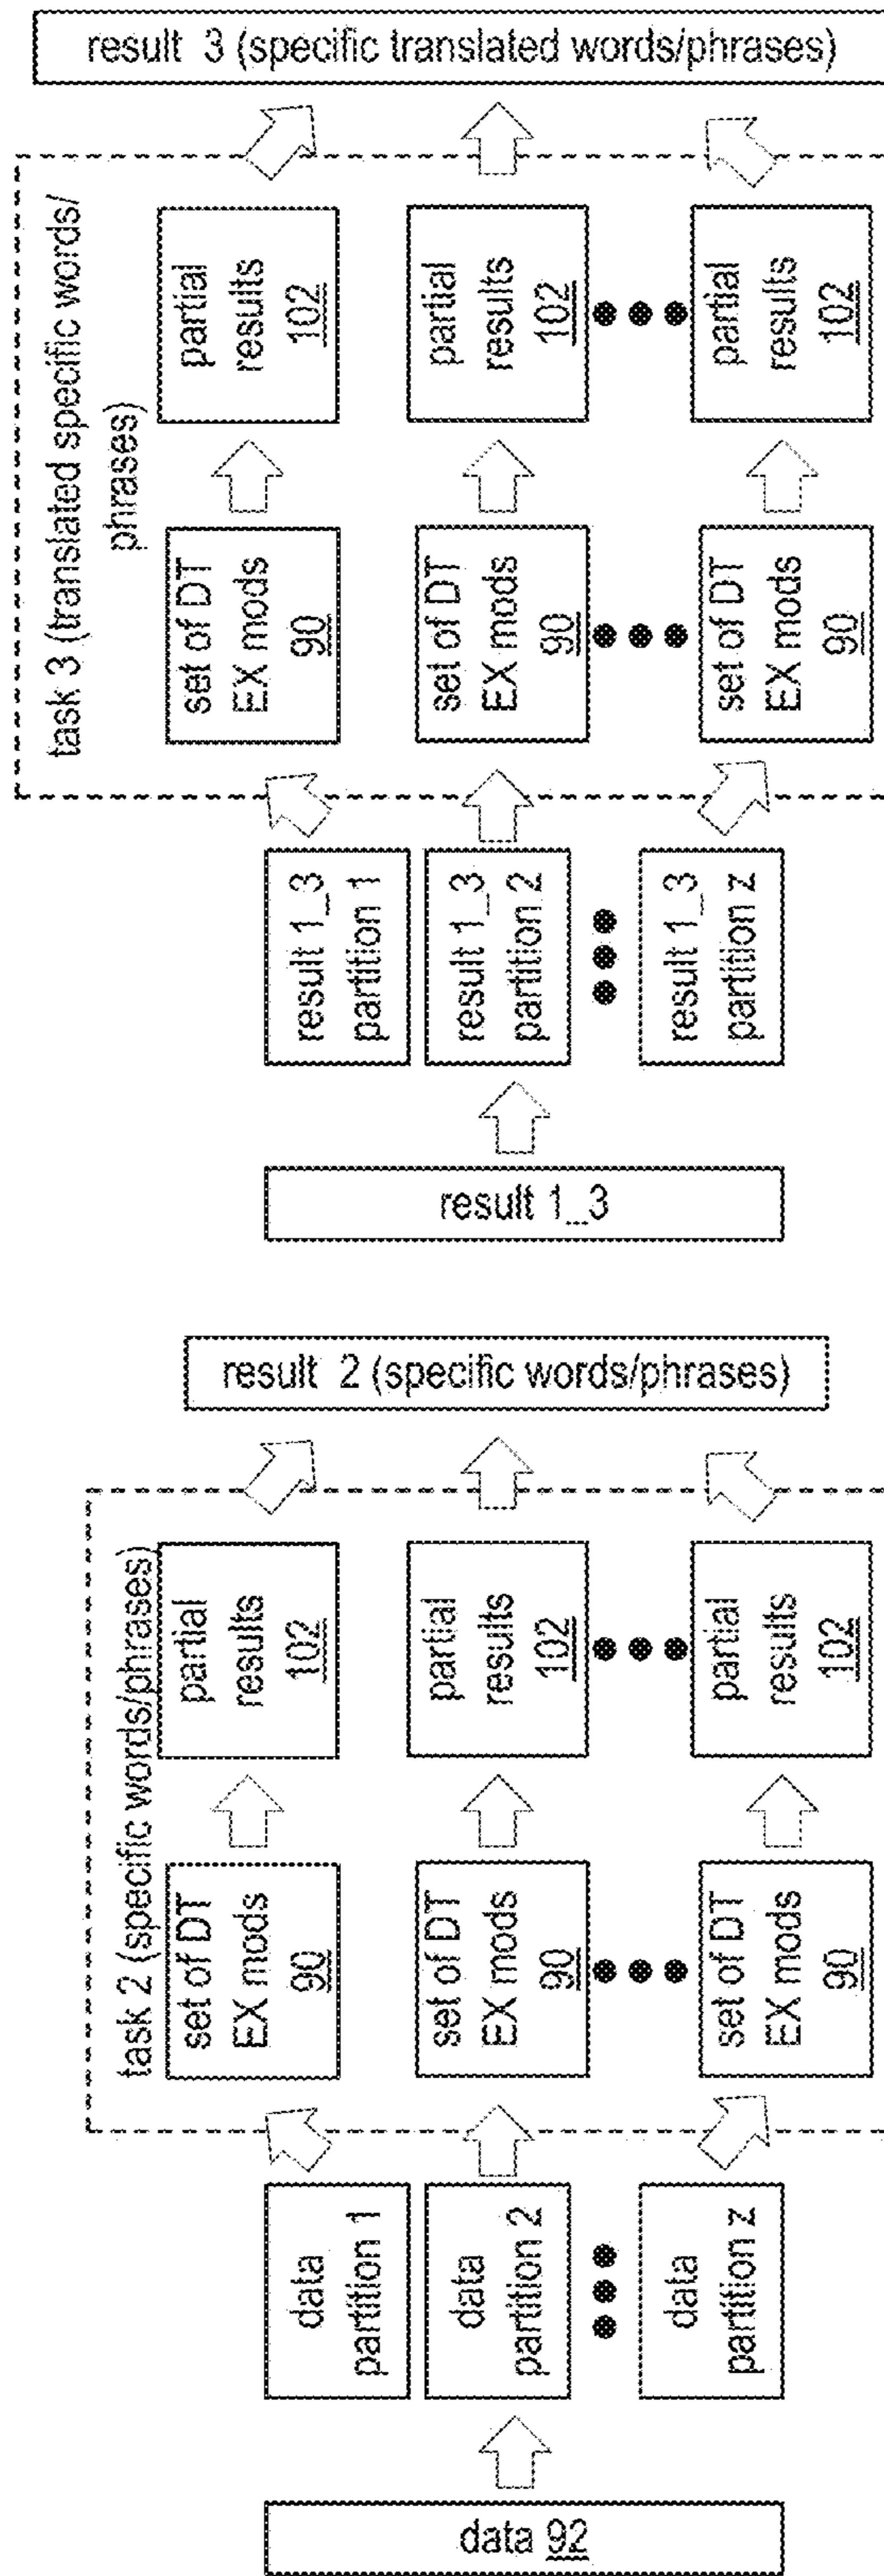 task 2 (specific words/phrases)
data 92
data
partition 1
data
partition 2
data
partition z
set of DT
EX mods
90
set of DT
EX mods
90
set of DT
EX mods
90
partial
results
102
partial
results
102
partial
results
102
result 2 (specific words/phrases)
task 3 (translated specific words/
phrases)
result 1_3
result 1_3
partition 1
result 1_3
partition 2
result 1_3
partition z
set of DT
EX mods
90
set of DT
EX mods
90
set of DT
EX mods
90
partial
results
102
partial
results
102
partial
results
102
result 3 (specific translated words/phrases)